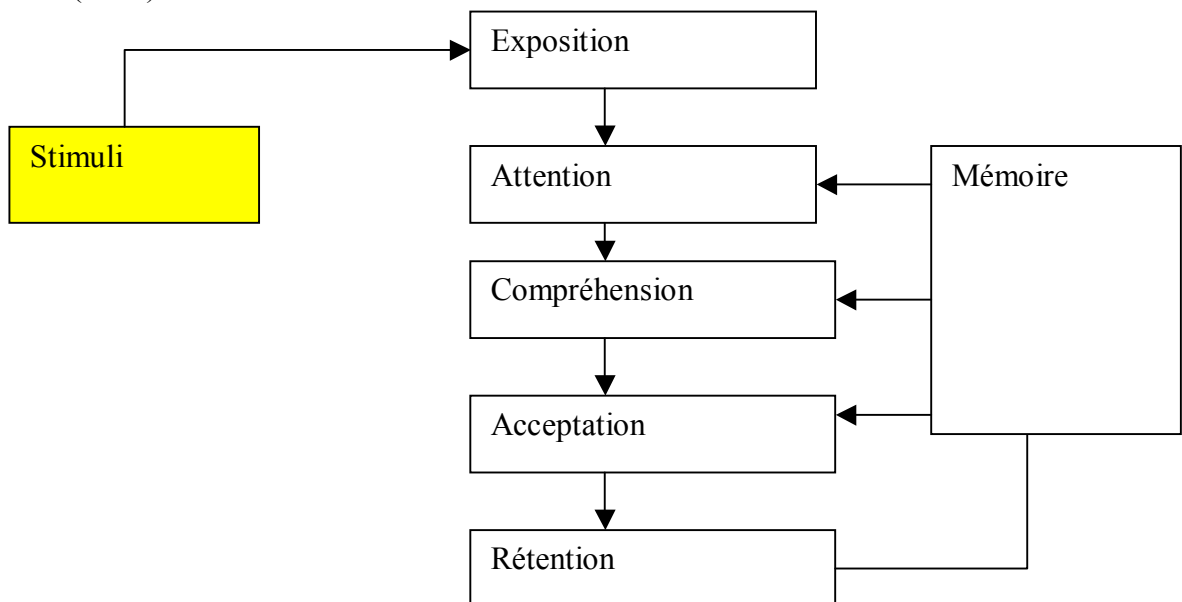 Exposition
Stimuli
Attention
Mémoire
Compréhension
Acceptation
Rétention